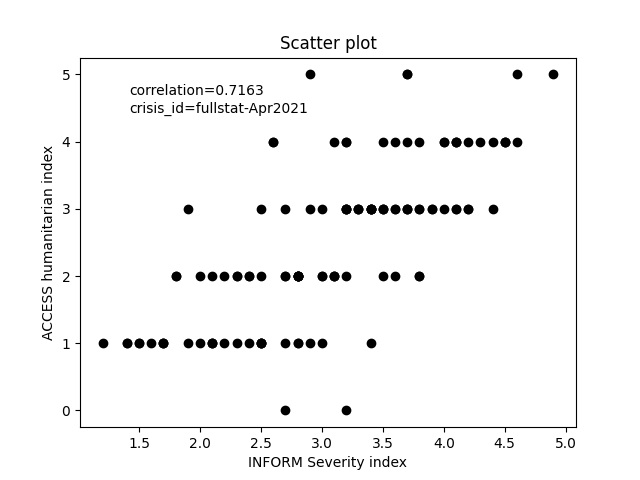 Scatter plot
correlation=0.7163
crisis_id=fullstat-Apr2021
ACCESS humanitarian index
5
4
3
2
1
0
1.5 2.0 2.5 3.0 3.5 4.0 4.5 5.0
INFORM Severity index